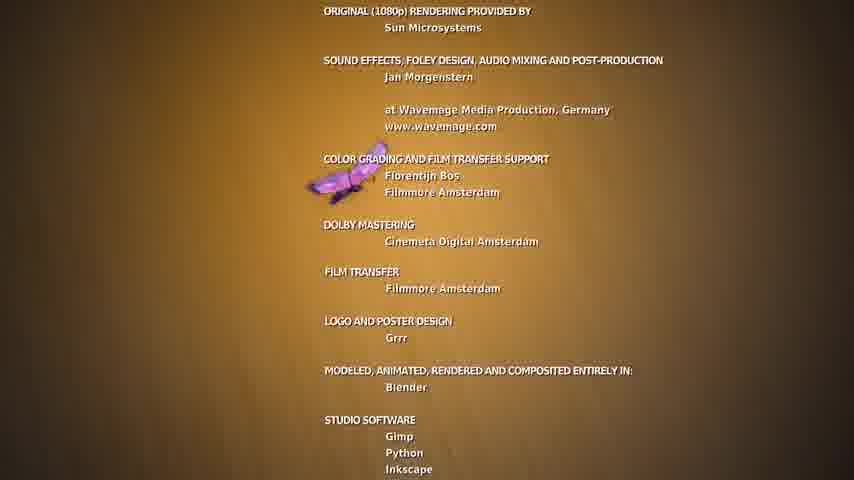 ORIGINAL (1080p) RENDERING PROVIDED BY
Sun Microsystems
SOUND EFFECTS, FOLEY DESIGN, AUDIO MIXING AND POST-PRODUCTION
Jan Morgenstern
at Wavemage Media Production, Germany
www.wavemage.com
COLOR GRADING AND FILM TRANSFER SUPPORT
Florentijn Bos
Filmmore Amsterdam
DOLBY MASTERING
Cinemeta Digital Amsterdam
FILM TRANSFER
Filmmore Amsterdam
LOGO AND POSTER DESIGN
Grrr
MODELED, ANIMATED, RENDERED AND COMPOSITED ENTIRELY IN:
Blender
STUDIO SOFTWARE
Gimp
Python
Inkscape